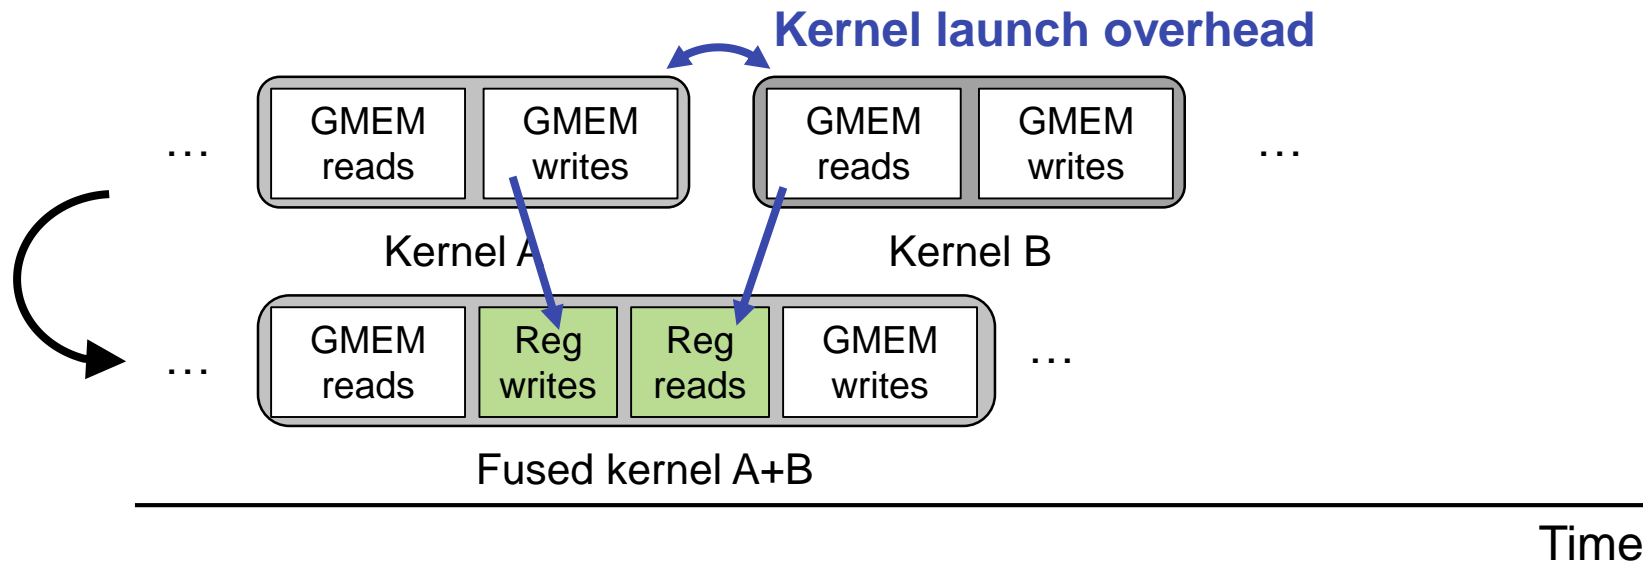 Kernel launch overhead
… GMEM GMEM GMEM GMEM …
reads writes reads writes
Kernel A Kernel B
… GMEM Reg Reg GMEM …
reads writes reads writes
Fused kernel A+B
Time